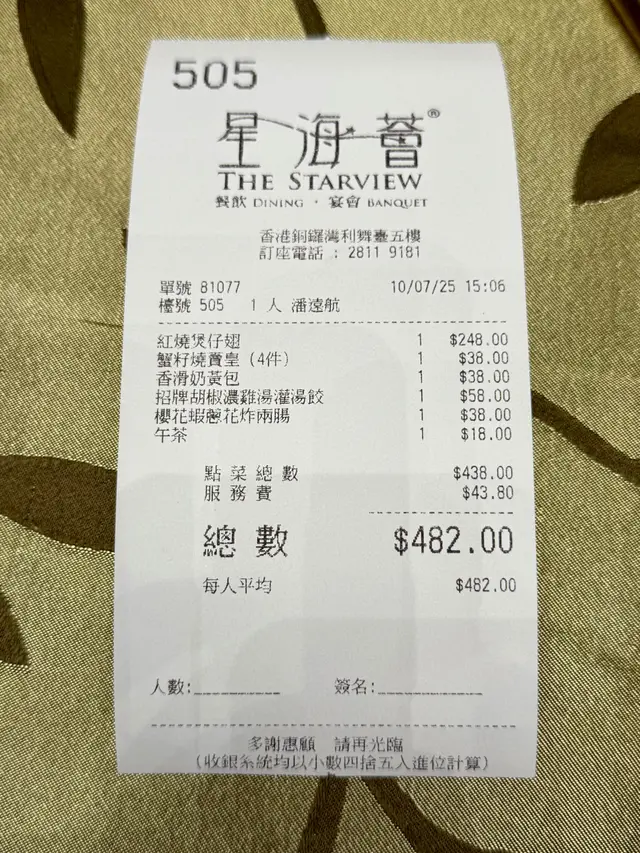 505
星海薈®
THE STARVIEW
餐飲 DINING · 宴會 BANQUET
香港銅鑼灣利舞臺五樓
訂座電話 : 2811 9181
單號 81077 10/07/25 15:06
檯號 505 1 人 潘遠航
紅燒煲仔翅 1 $248.00
蟹籽燒賣皇 (4件) 1 $38.00
香滑奶黃包 1 $38.00
招牌胡椒濃雞湯灌湯餃 1 $58.00
櫻花蝦蔥花炸兩腸 1 $38.00
午茶 1 $18.00
點菜總數 $438.00
服務費 $43.80
總數 $482.00
每人平均 $482.00
人數:__________ 簽名:____________
多謝惠顧 請再光臨
(收銀系統均以小數四捨五入進位計算)